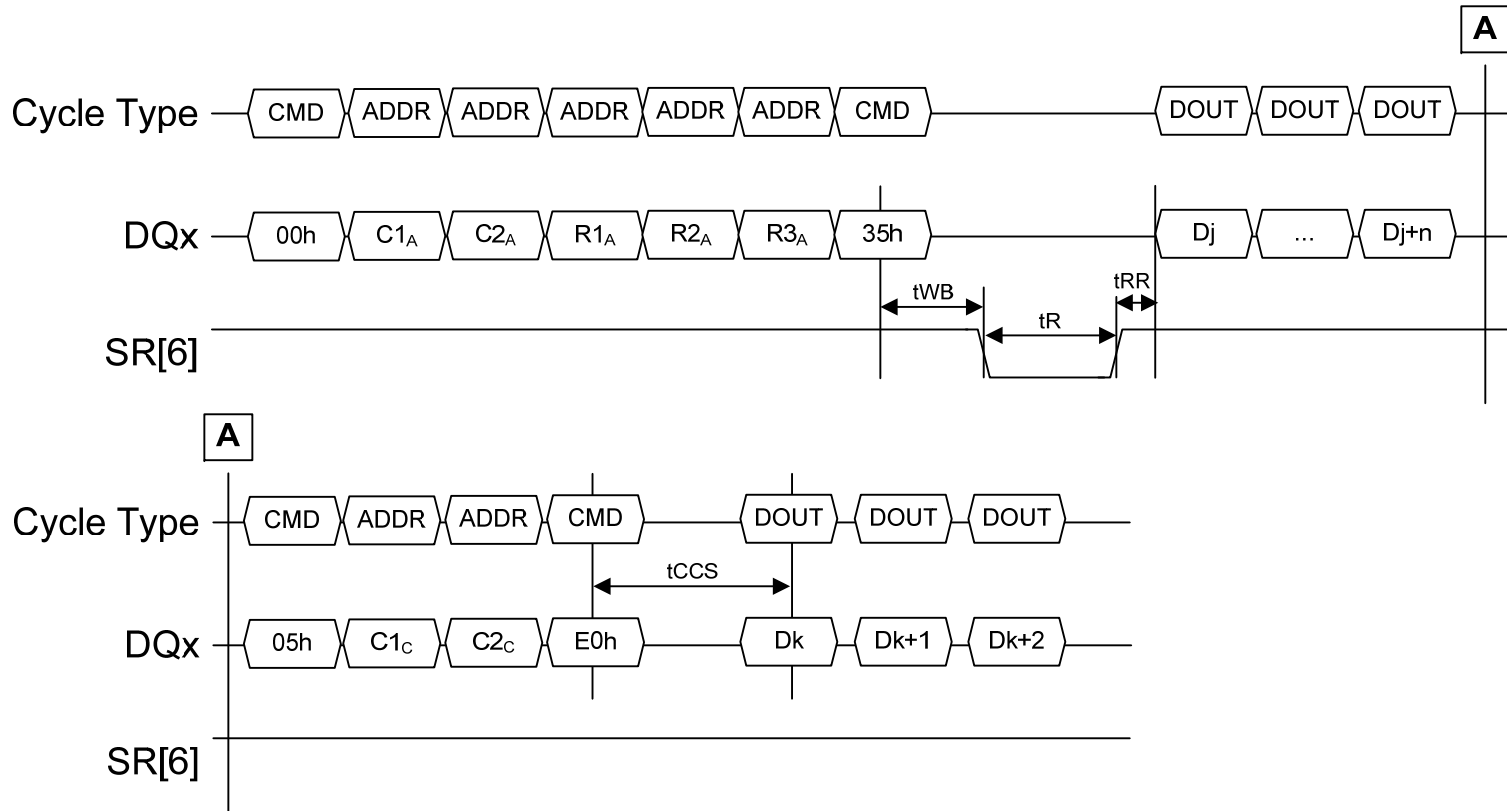 A
Cycle Type CMD ADDR ADDR ADDR ADDR ADDR CMD DOUT DOUT DOUT
DQx 00h C1A C2A R1A R2A R3A 35h Dj ... Dj+n
tWB tR tRR
SR[6]
A
Cycle Type CMD ADDR ADDR CMD DOUT DOUT DOUT
tCCS
DQx 05h C1C C2C E0h Dk Dk+1 Dk+2
SR[6]